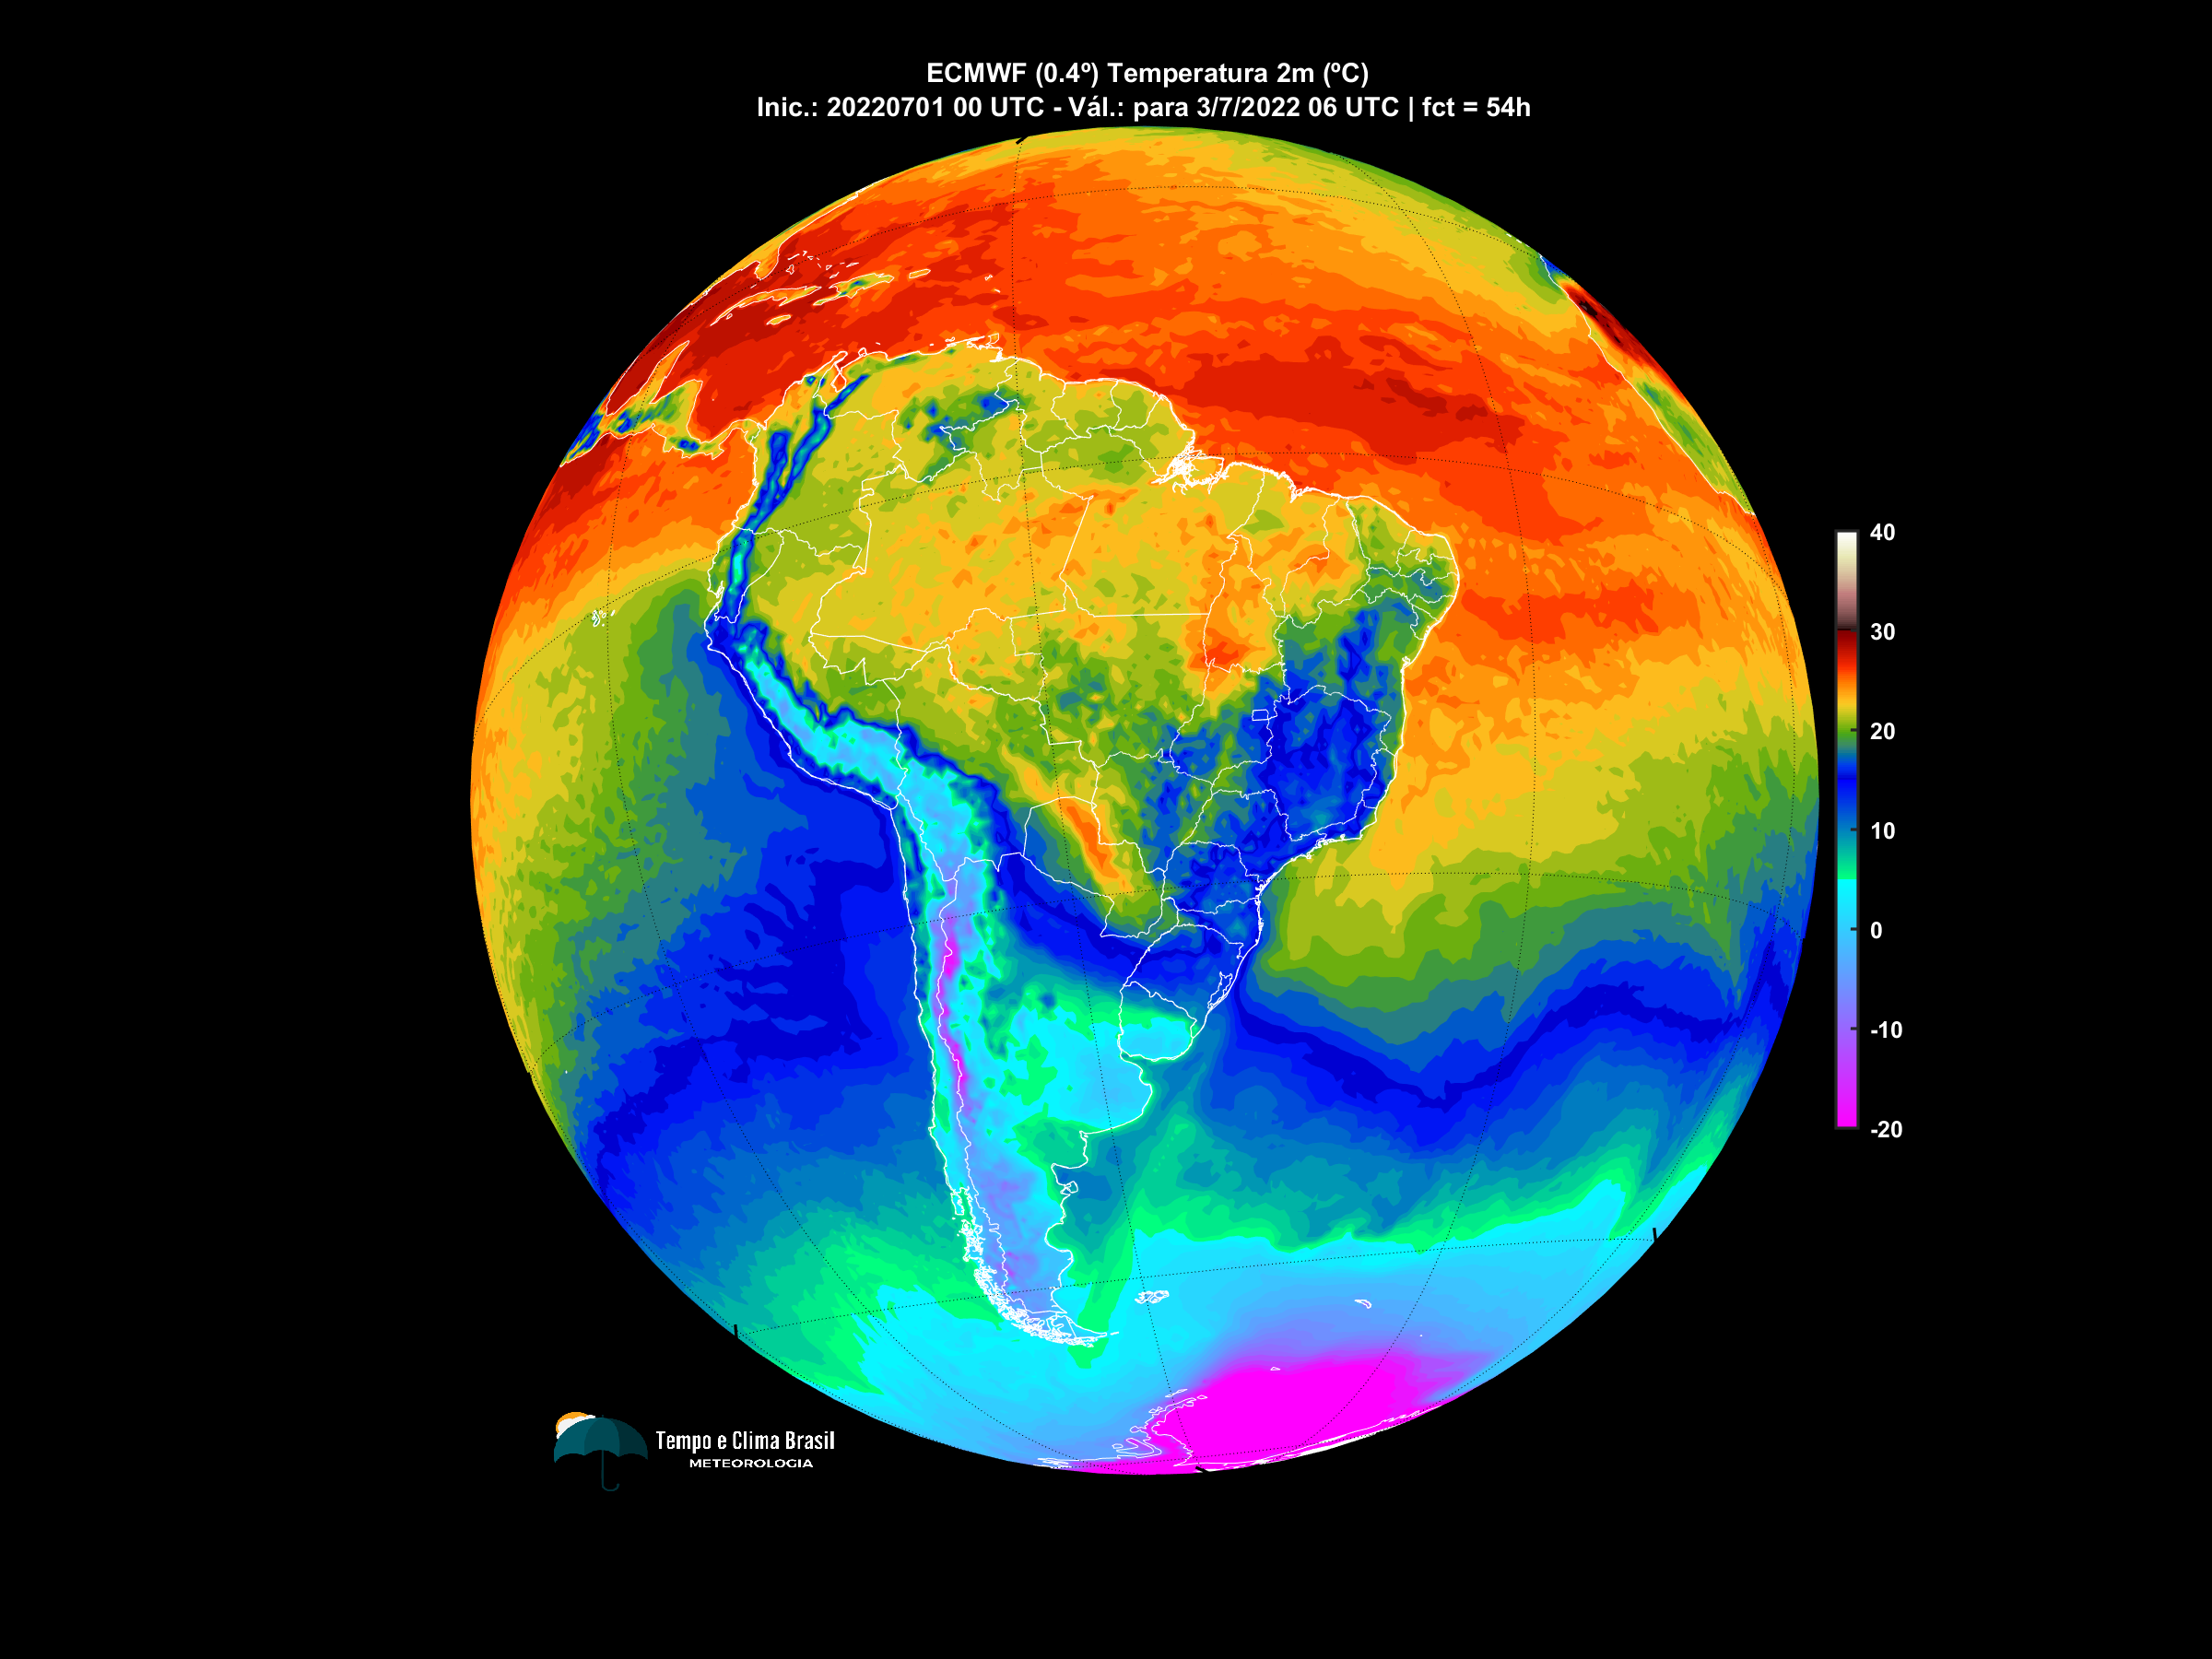 ECMWF (0.4º) Temperatura 2m (ºC)
Inic.: 20220701 00 UTC - Vál.: para 3/7/2022 06 UTC | fct = 54h
40
30
20
10
0
-10
-20
Tempo e Clima Brasil
METEOROLOGIA